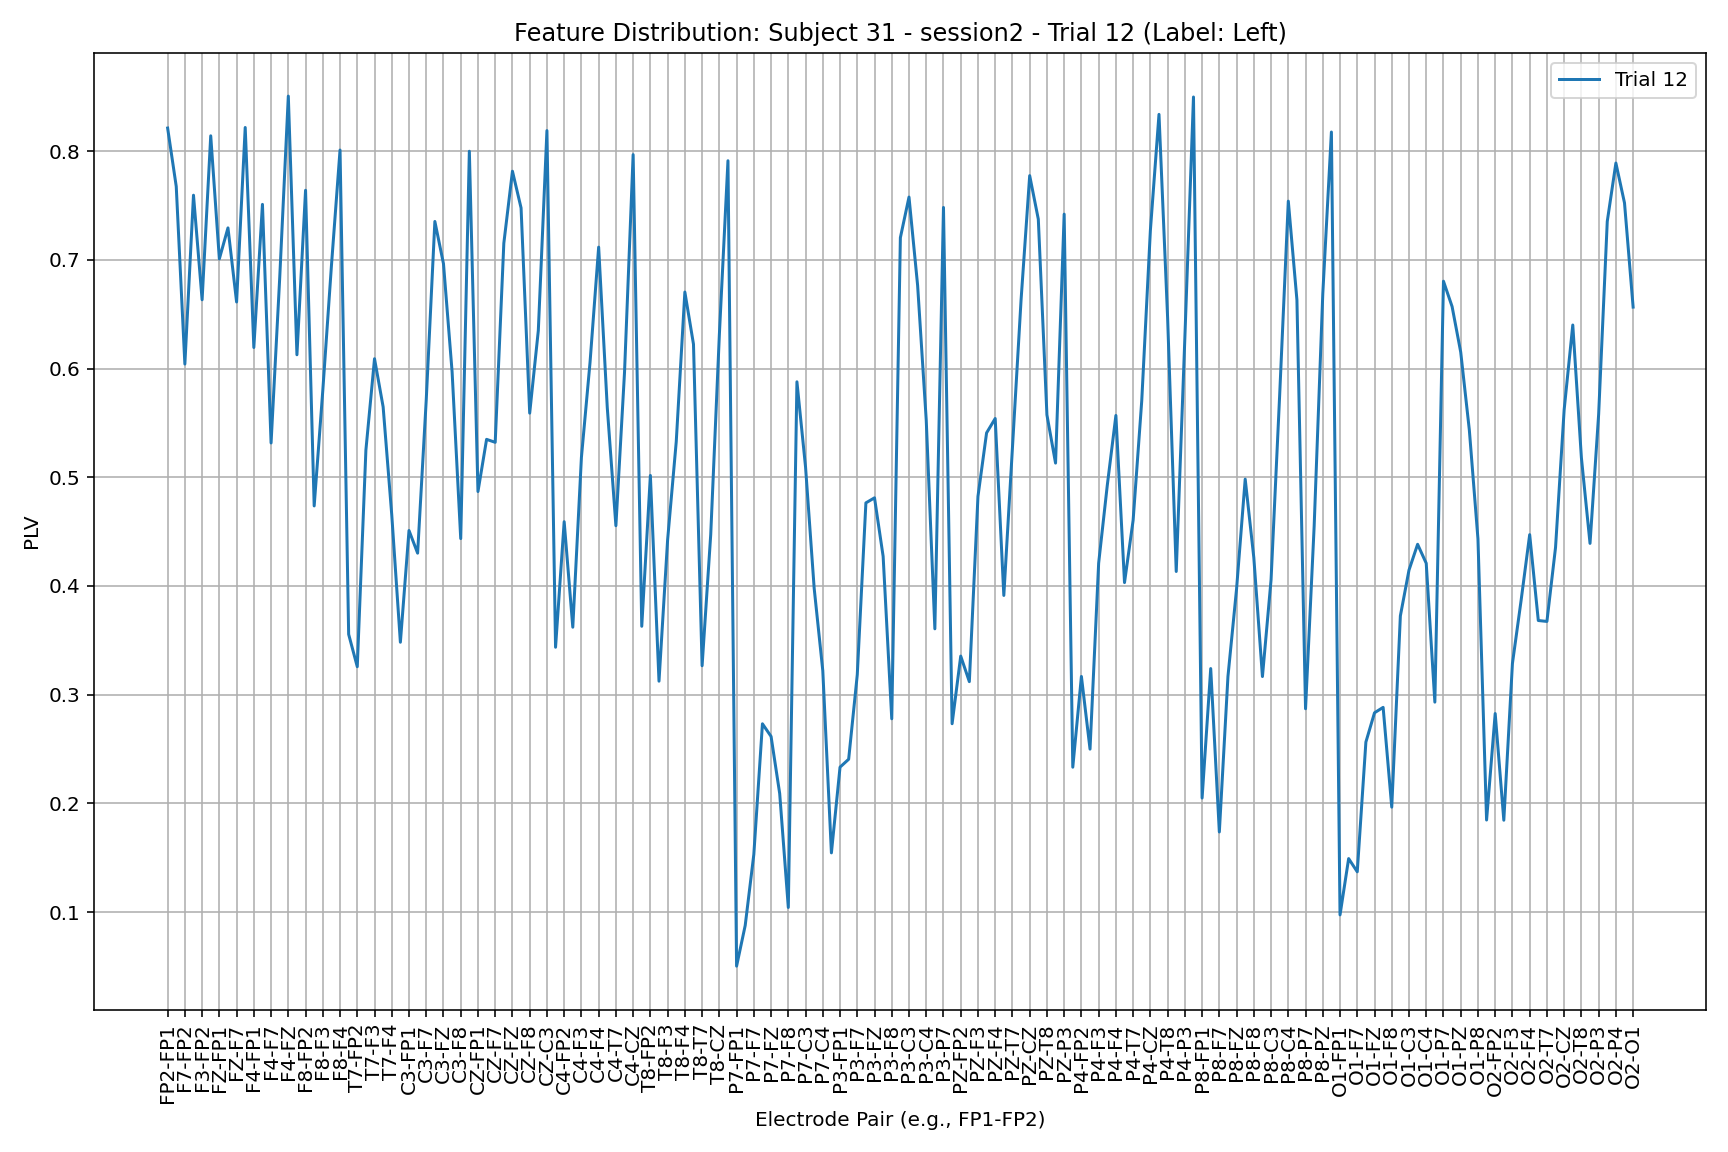 Feature Distribution: Subject 31 - session2 - Trial 12 (Label: Left)
Trial 12
PLV
0.8
0.7
0.6
0.5
0.4
0.3
0.2
0.1
FP2-FP1
F7-FP2
F3-FP2
FZ-FP1
FZ-F7
F4-FP1
F4-F7
F4-FZ
F8-FP2
F8-F3
F8-F4
T7-FP2
T7-F3
T7-F4
C3-FP1
C3-F7
C3-FZ
C3-F8
CZ-FP1
CZ-F7
CZ-FZ
CZ-F8
CZ-C3
C4-FP2
C4-F3
C4-F4
C4-T7
C4-CZ
T8-FP2
T8-F3
T8-F4
T8-T7
T8-CZ
P7-FP1
P7-F7
P7-FZ
P7-F8
P7-C3
P7-C4
P3-FP1
P3-F7
P3-FZ
P3-F8
P3-C3
P3-C4
P3-P7
PZ-FP2
PZ-F3
PZ-F4
PZ-T7
PZ-CZ
PZ-T8
PZ-P3
P4-FP2
P4-F3
P4-F4
P4-T7
P4-CZ
P4-T8
P4-P3
P8-FP1
P8-F7
P8-FZ
P8-F8
P8-C3
P8-C4
P8-P7
P8-PZ
O1-FP1
O1-F7
O1-FZ
O1-F8
O1-C3
O1-C4
O1-P7
O1-PZ
O1-P8
O2-FP2
O2-F3
O2-F4
O2-T7
O2-CZ
O2-T8
O2-P3
O2-P4
O2-O1
Electrode Pair (e.g., FP1-FP2)